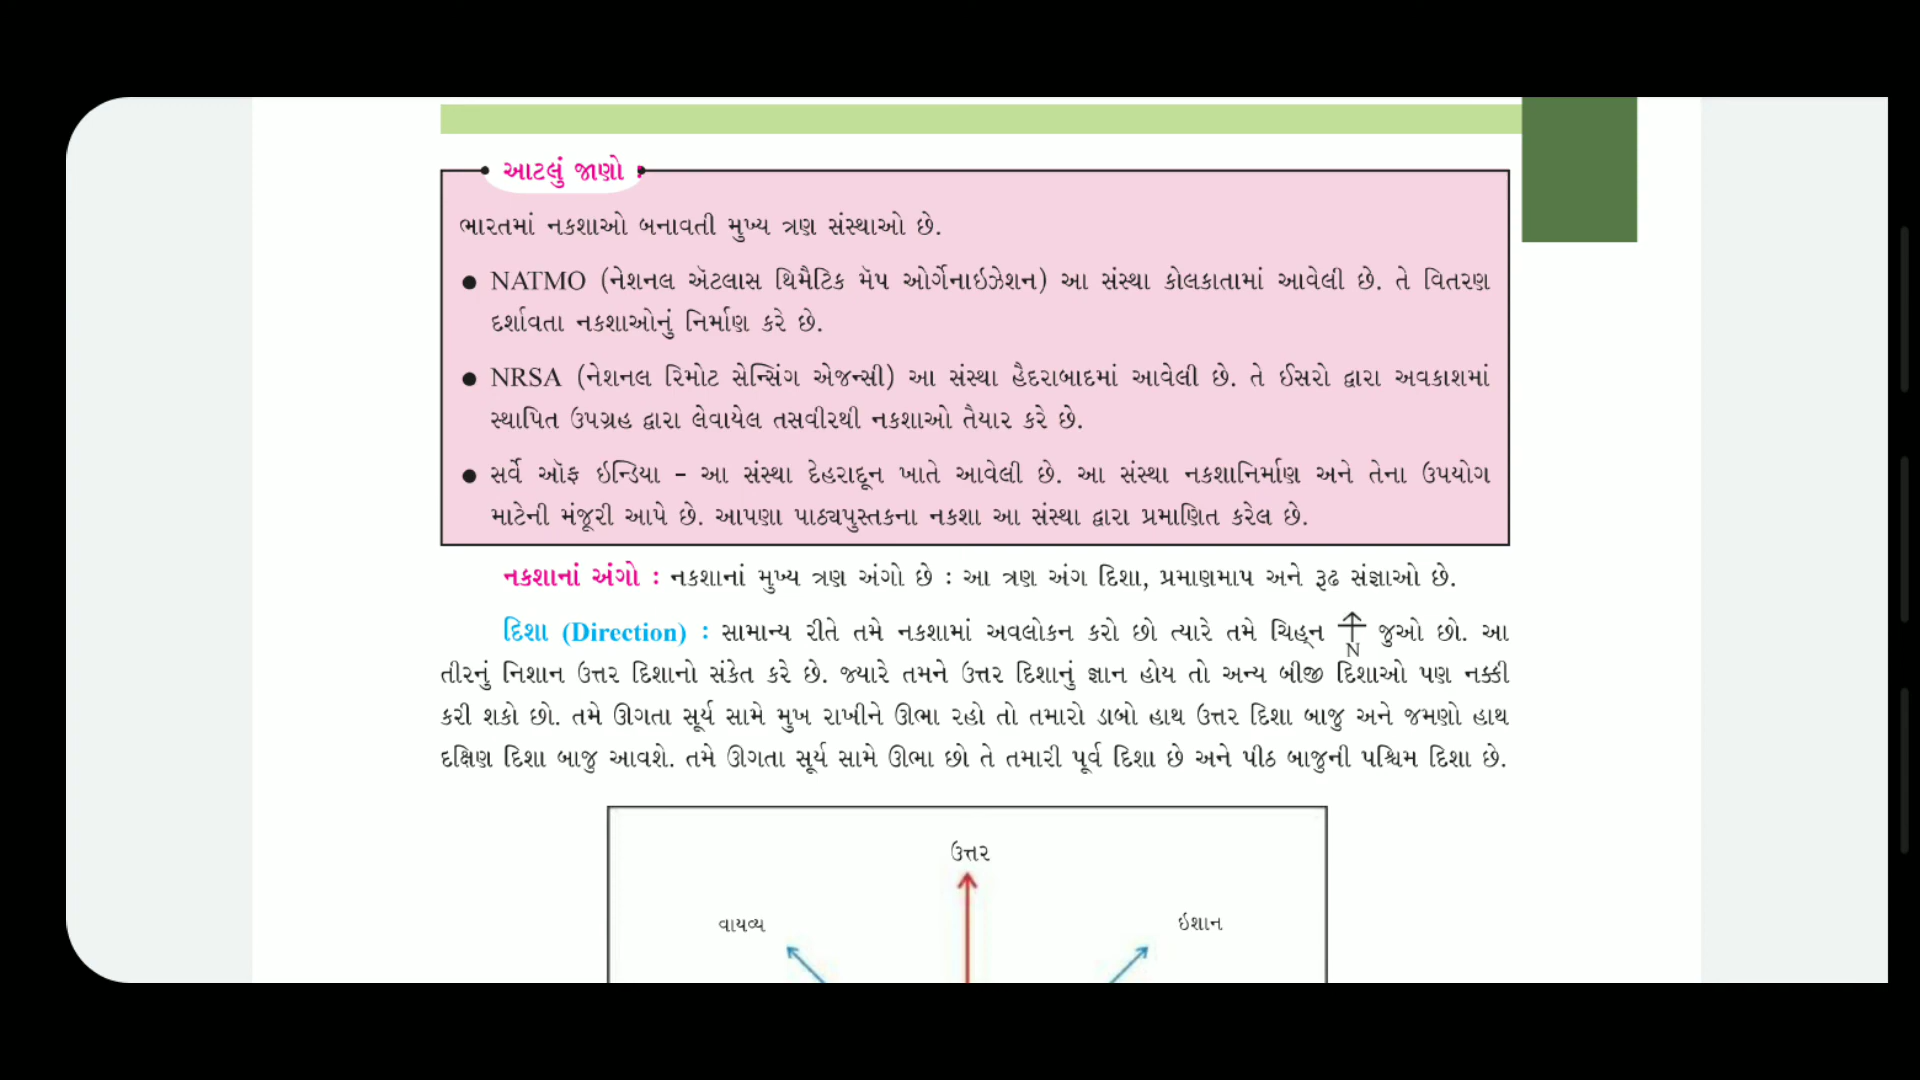 આટલું જાણો :
ભારતમાં નકશાઓ બનાવતી મુખ્ય ત્રણ સંસ્થાઓ છે.
● NATMO (નેશનલ ઍટલાસ થિમૈટિક મૅપ ઓર્ગેનાઇઝેશન) આ સંસ્થા કોલકાતામાં આવેલી છે. તે વિતરણ
દર્શાવતા નકશાઓનું નિર્માણ કરે છે.
● NRSA (નેશનલ રિમોટ સેન્સિંગ એજન્સી) આ સંસ્થા હૈદરાબાદમાં આવેલી છે. તે ઈસરો દ્વારા અવકાશમાં
સ્થાપિત ઉપગ્રહ દ્વારા લેવાયેલ તસવીરથી નકશાઓ તૈયાર કરે છે.
● સર્વે ઑફ ઇન્ડિયા – આ સંસ્થા દેહરાદૂન ખાતે આવેલી છે. આ સંસ્થા નકશાનિર્માણ અને તેના ઉપયોગ
માટેની મંજૂરી આપે છે. આપણા પાઠ્યપુસ્તકના નકશા આ સંસ્થા દ્વારા પ્રમાણિત કરેલ છે.
નકશાનાં અંગો : નકશાનાં મુખ્ય ત્રણ અંગો છે : આ ત્રણ અંગ દિશા, પ્રમાણમાપ અને રૂઢ સંજ્ઞાઓ છે.
દિશા (Direction) : સામાન્ય રીતે તમે નકશામાં અવલોકન કરો છો ત્યારે તમે ચિહ્ન N જુઓ છો. આ
તીરનું નિશાન ઉત્તર દિશાનો સંકેત કરે છે. જ્યારે તમને ઉત્તર દિશાનું જ્ઞાન હોય તો અન્ય બીજી દિશાઓ પણ નક્કી
કરી શકો છો. તમે ઊગતા સૂર્ય સામે મુખ રાખીને ઊભા રહો તો તમારો ડાબો હાથ ઉત્તર દિશા બાજુ અને જમણો હાથ
દક્ષિણ દિશા બાજુ આવશે. તમે ઊગતા સૂર્ય સામે ઊભા છો તે તમારી પૂર્વ દિશા છે અને પીઠ બાજુની પશ્ચિમ દિશા છે.
ઉત્તર
વાયવ્ય
ઇશાન